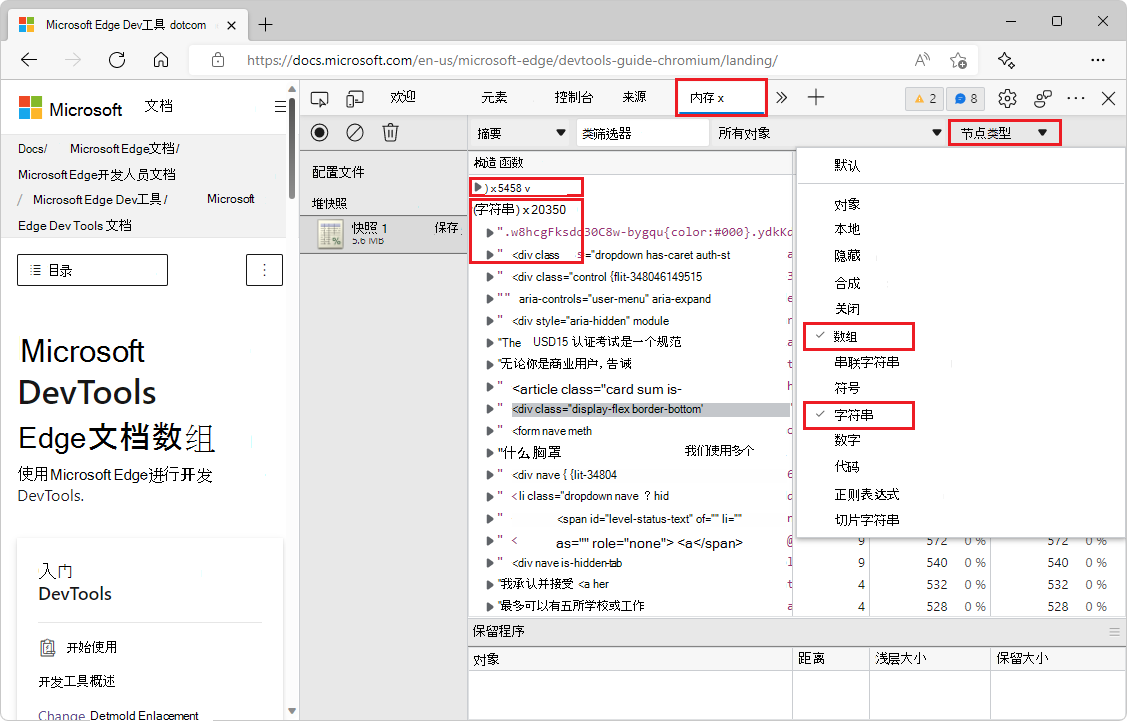 Microsoft Edge Dev工具 dotcom
https://docs.microsoft.com/en-us/microsoft-edge/devtools-guide-chromium/landing/
Microsoft 文档
Docs/ Microsoft Edge文档/
Microsoft Edge开发人员文档
/ Microsoft Edge Dev工具 / Microsoft
Edge Dev Tools 文档
目录
Microsoft
DevTools
Edge文档数组
使用Microsoft Edge进行开发
DevTools.
入门
DevTools
开始使用
开发工具概述
Change Detmold Enlacement
欢迎 元素 控制台 来源 内存 x 2 8
摘要 类筛选器 所有对象 节点类型
配置文件
堆快照
快照 1 保存
5.6 MB
构造 函数
) x 5458 v
(字符串) x 20350
".w8hcgFksdo30C8w-bygqu{color:#000}.ydkKd
" <div class s="dropdown has-caret auth-st a
" <div class="control {flit-348046149515 3
" " aria-controls="user-menu" aria-expand e
" <div style="aria-hidden" module r
"The USD15 认证考试是一个规范 a
"无论你是商业用户, 告诫 t
" <article class="card sum is- h
" <div class="display-flex border-bottom' "
" <form nave meth c
"什么 胸罩 我们使用多个
" <div nave { {lit-34804 6
" <li class="dropdown nave ? hid d
" <span id="level-status-text" of="" li="" n
" < as="" role="none"> <a</span> @ 9 572 0 % 572 0 %
" <div nave is-hidden-tab l 9 540 0 % 540 0 %
"我承认并接受 <a her t 4 532 0 % 532 0 %
"最多可以有五所学校或工作 a 4 528 0 % 528 0 %
默认
对象
本地
隐藏
合成
关闭
数组
串联字符串
符号
字符串
数字
代码
正则表达式
切片字符串
保留程序
对象 距离 浅层大小 保留大小